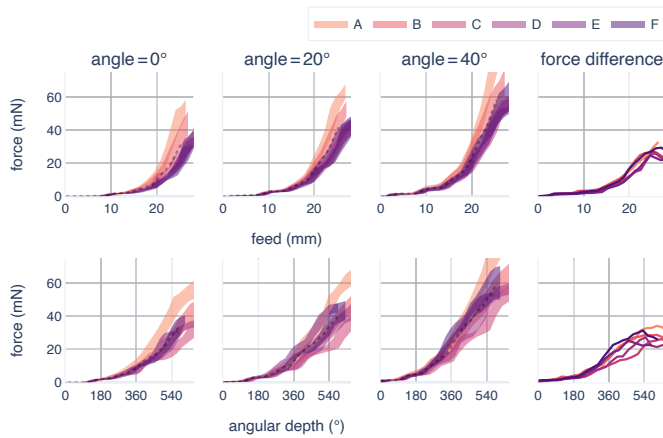 A B C D E F
angle = 0° angle = 20° angle = 40° force difference
force (mN)
60
40
20
0
0 10 20 0 10 20 0 10 20 0 10 20
feed (mm)
force (mN)
60
40
20
0
0 180 360 540 0 180 360 540 0 180 360 540 0 180 360 540
angular depth (°)